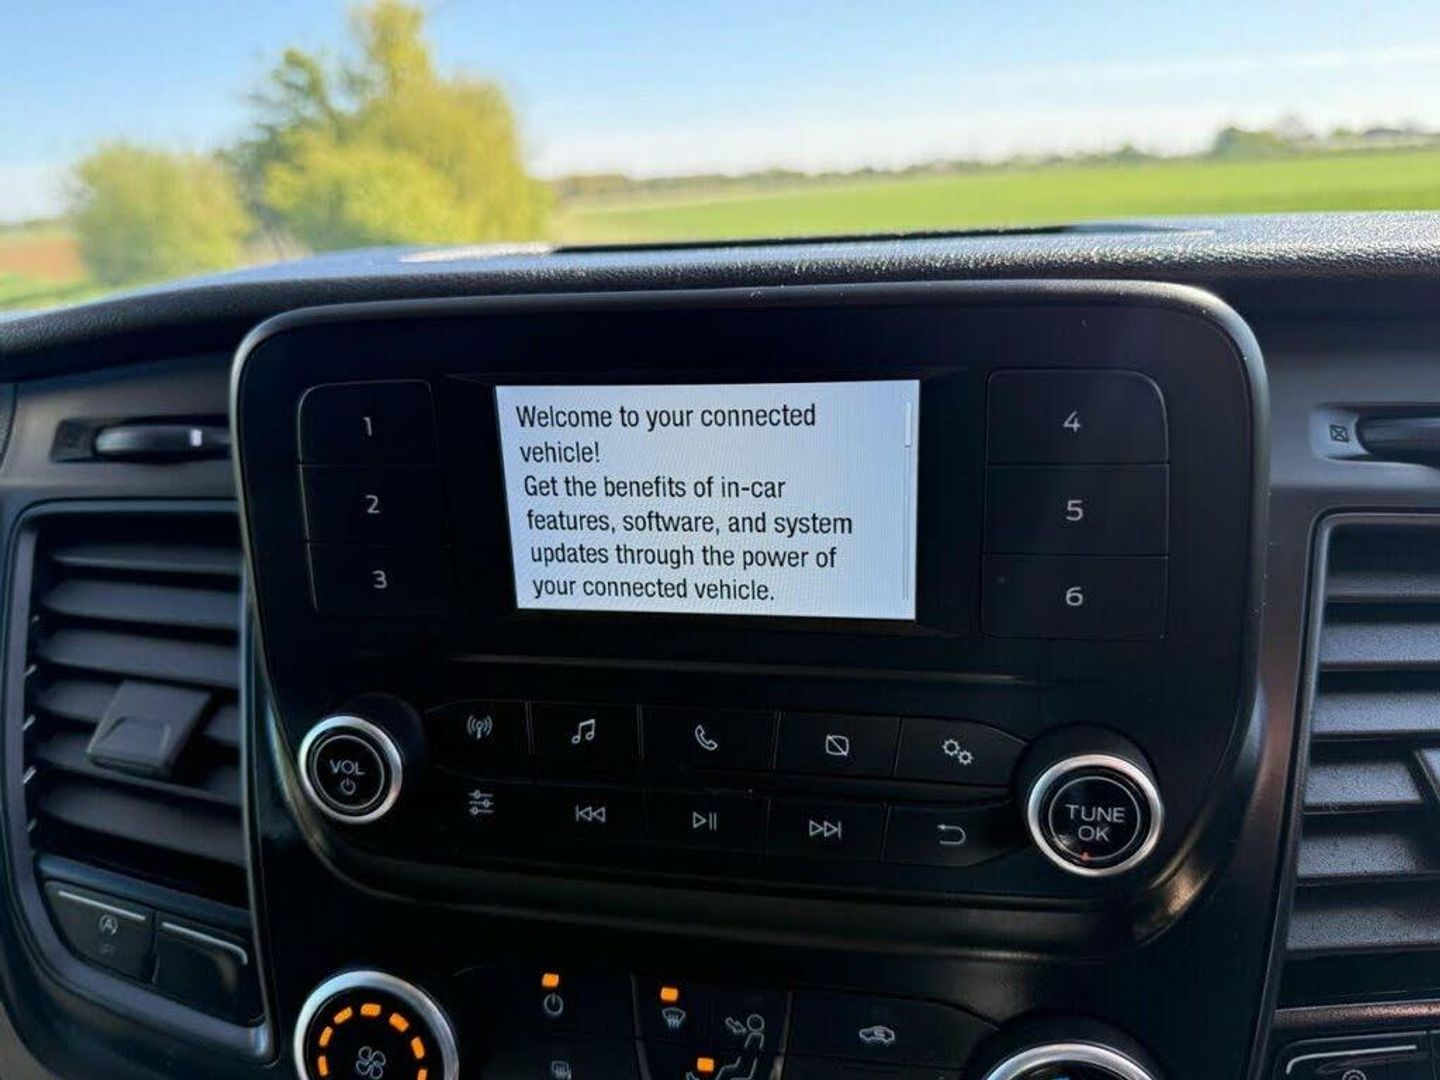 Welcome to your connected
vehicle!
Get the benefits of in-car
features, software, and system
updates through the power of
your connected vehicle.
1
2
3
4
5
6
VOL
TUNE
OK
A